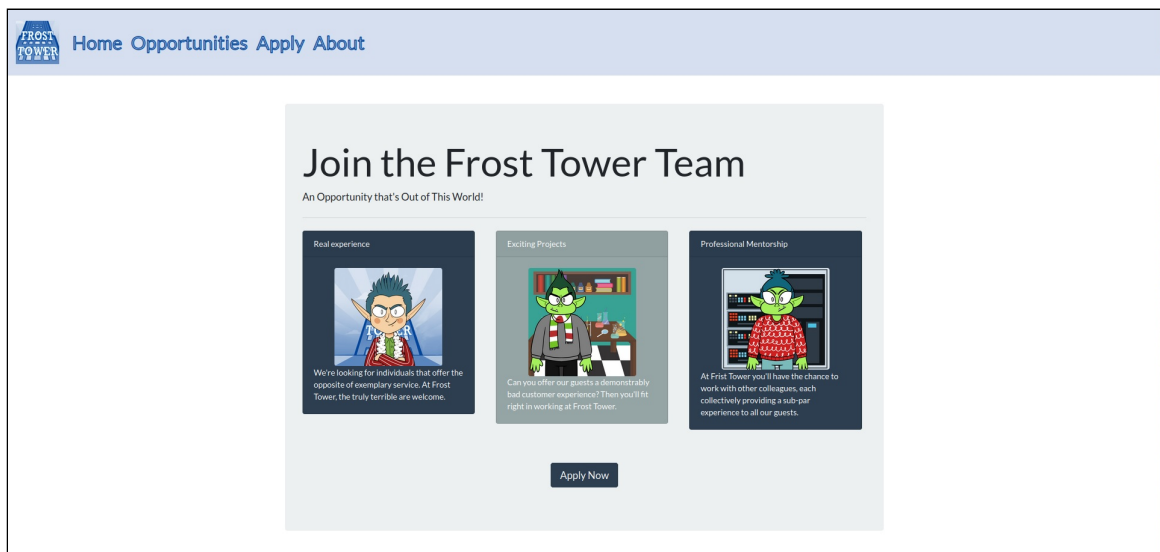 FROST
TOWER
Home Opportunities Apply About
Join the Frost Tower Team
An Opportunity that's Out of This World!
Real experience
We're looking for individuals that offer the
opposite of exemplary service. At Frost
Tower, the truly terrible are welcome.
Exciting Projects
Can you offer our guests a demonstrably
bad customer experience? Then you'll fit
right in working at Frost Tower.
Professional Mentorship
At Frist Tower you'll have the chance to
work with other colleagues, each
collectively providing a sub-par
experience to all our guests.
Apply Now